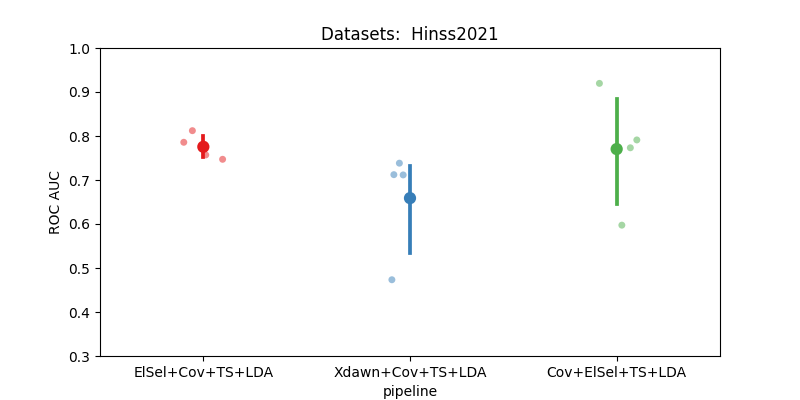 Datasets:  Hinss2021
1.0
0.9
0.8
0.7
0.6
0.5
0.4
0.3
ROC AUC
ElSel+Cov+TS+LDA
Xdawn+Cov+TS+LDA
Cov+ElSel+TS+LDA
pipeline